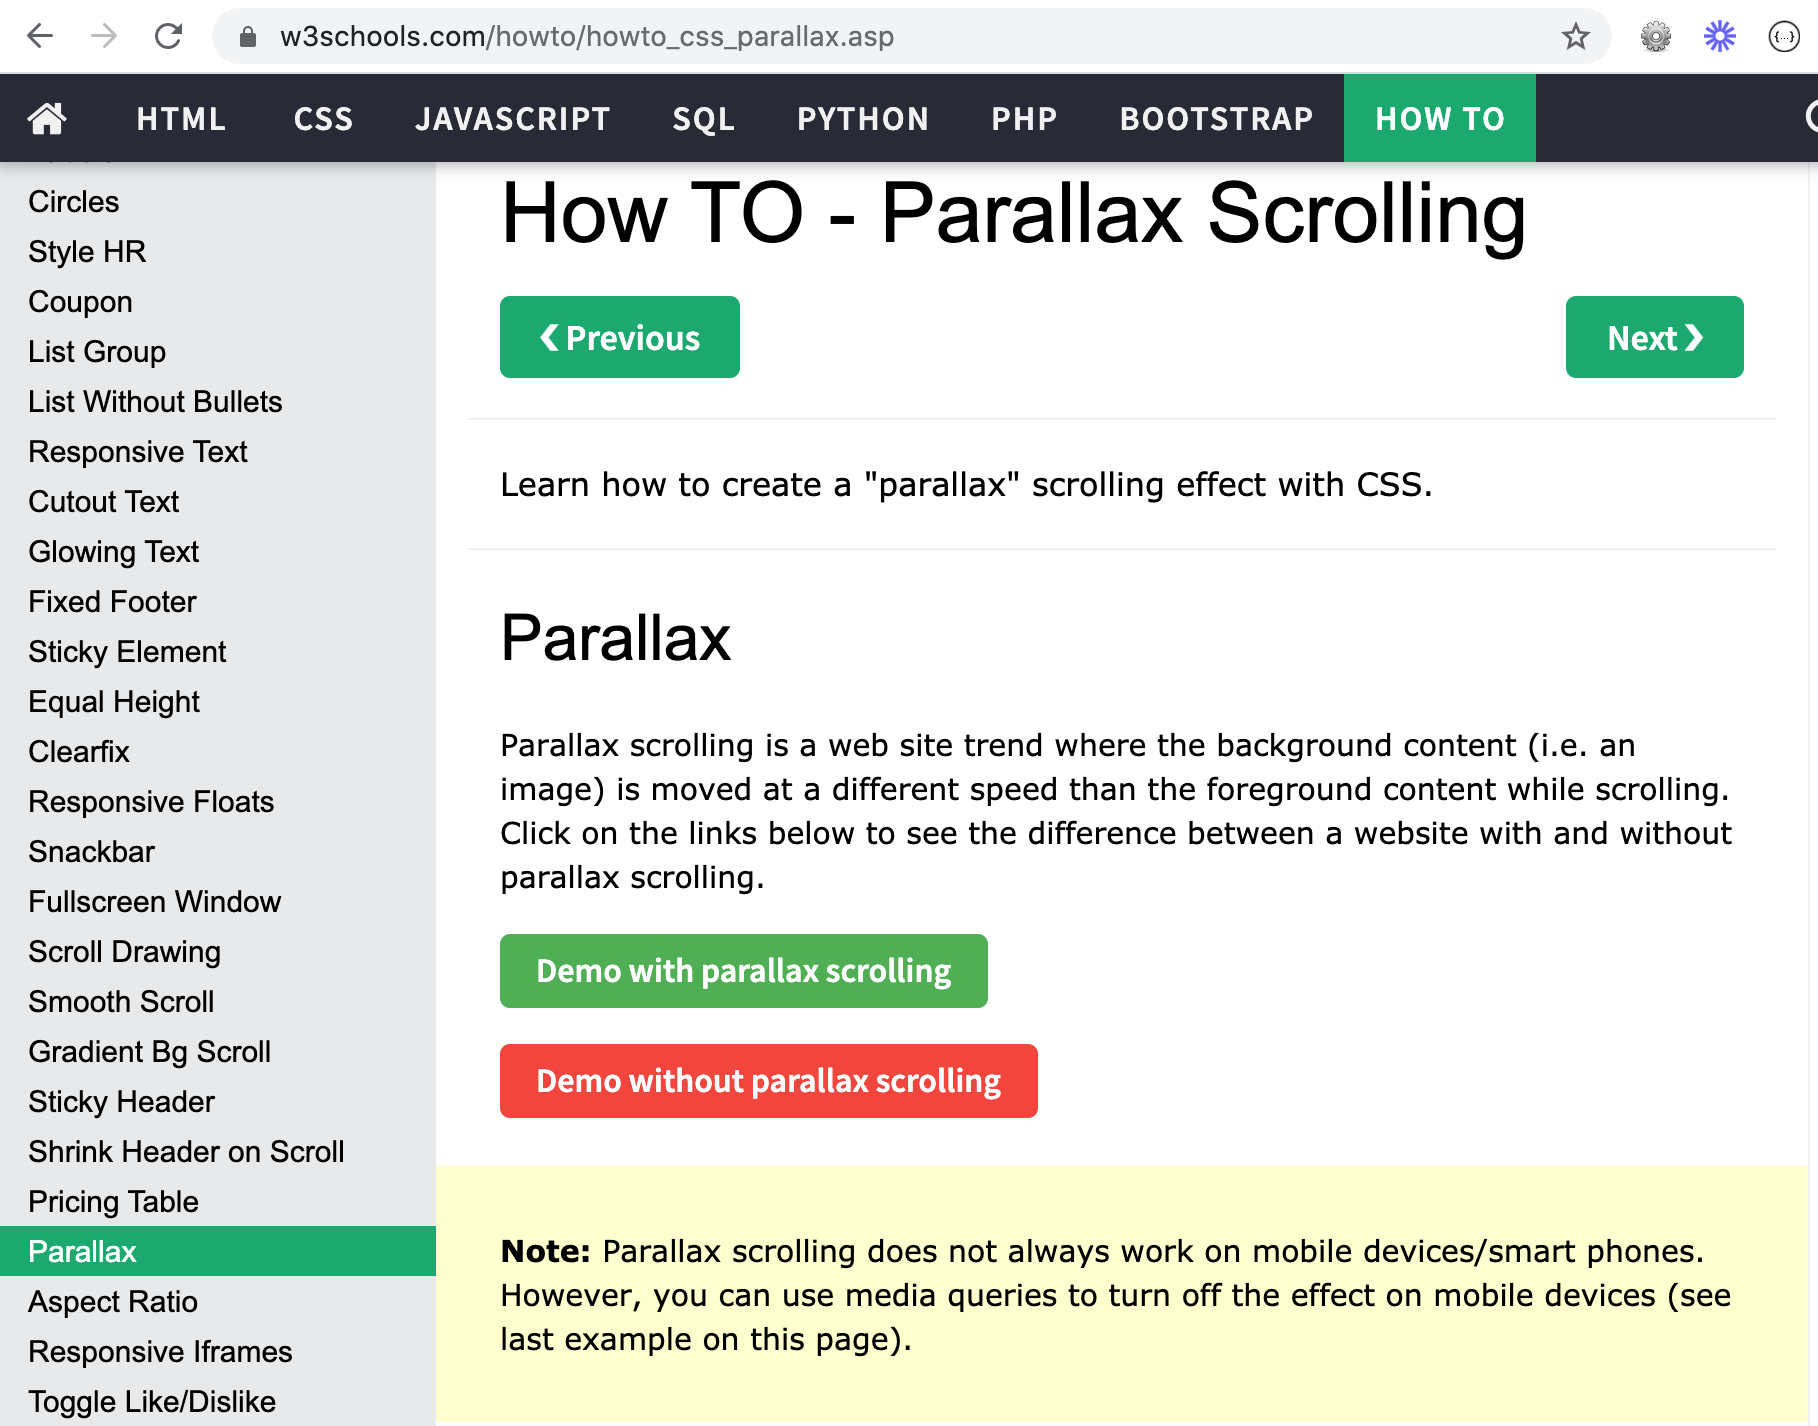 w3schools.com/howto/howto_css_parallax.asp
{...}
HTML CSS JAVASCRIPT SQL PYTHON PHP BOOTSTRAP HOW TO
Circles
Style HR
Coupon
List Group
List Without Bullets
Responsive Text
Cutout Text
Glowing Text
Fixed Footer
Sticky Element
Equal Height
Clearfix
Responsive Floats
Snackbar
Fullscreen Window
Scroll Drawing
Smooth Scroll
Gradient Bg Scroll
Sticky Header
Shrink Header on Scroll
Pricing Table
Parallax
Aspect Ratio
Responsive Iframes
Toggle Like/Dislike
How TO - Parallax Scrolling
❮ Previous
Next ❯
Learn how to create a "parallax" scrolling effect with CSS.
Parallax
Parallax scrolling is a web site trend where the background content (i.e. an
image) is moved at a different speed than the foreground content while scrolling.
Click on the links below to see the difference between a website with and without
parallax scrolling.
Demo with parallax scrolling
Demo without parallax scrolling
Note: Parallax scrolling does not always work on mobile devices/smart phones.
However, you can use media queries to turn off the effect on mobile devices (see
last example on this page).